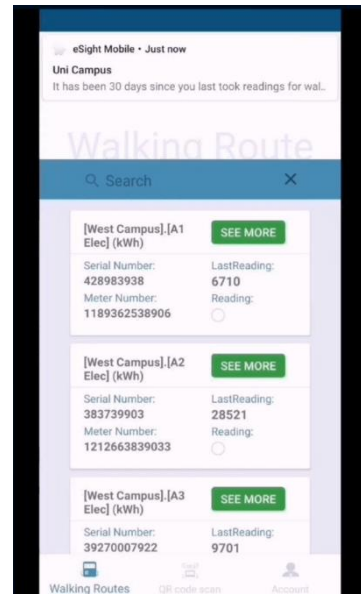 eSight Mobile • Just now
Uni Campus
It has been 30 days since you last took readings for wal..
Walking Route
Search
[West Campus].[A1
Elec] (kWh)
SEE MORE
Serial Number:
LastReading:
428983938
6710
Meter Number:
Reading:
1189362538906
[West Campus].[A2
Elec] (kWh)
SEE MORE
Serial Number:
LastReading:
383739903
28521
Meter Number:
Reading:
1212663839033
[West Campus].[A3
Elec] (kWh)
SEE MORE
Serial Number:
LastReading:
39270007922
9701
Walking Routes
QR code scan
Account